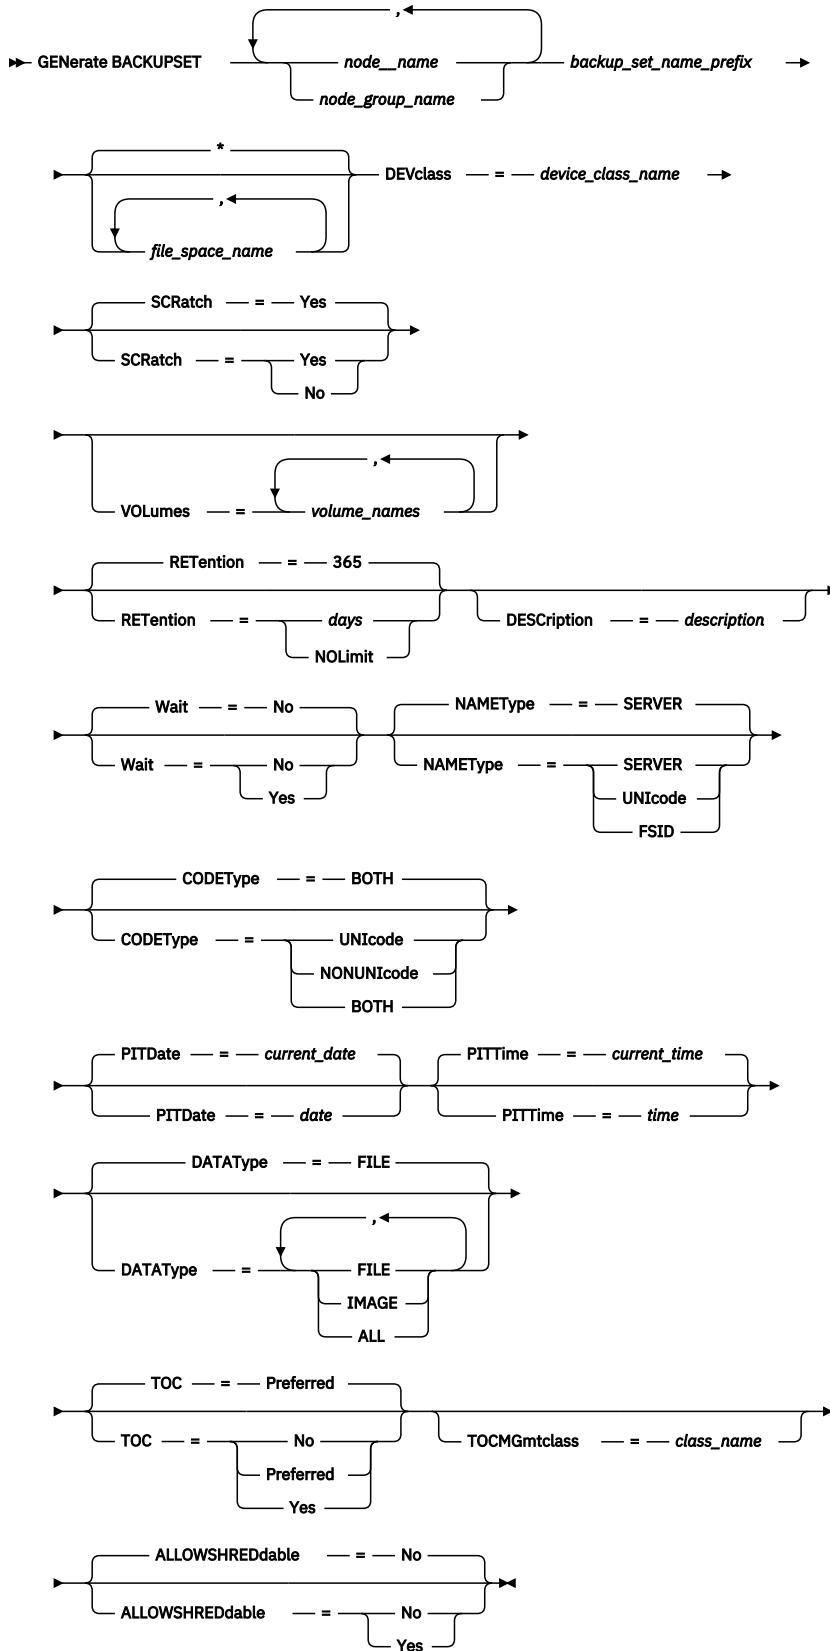 ,
GENerate BACKUPSET node__name backup_set_name_prefix
node_group_name
*
DEVclass = device_class_name
,
file_space_name
SCRatch = Yes
SCRatch = Yes
No
,
VOLumes = volume_names
RETention = 365
RETention = days DESCription = description
NOLimit
Wait = No NAMEType = SERVER
Wait = No NAMEType = SERVER
Yes UNIcode
FSID
CODEType = BOTH
CODEType = UNIcode
NONUNIcode
BOTH
PITDate = current_date PITTime = current_time
PITDate = date PITTime = time
DATAType = FILE
,
DATAType = FILE
IMAGE
ALL
TOC = Preferred
TOC = No TOCMGmtclass = class_name
Preferred
Yes
ALLOWSHREDdable = No
ALLOWSHREDdable = No
Yes